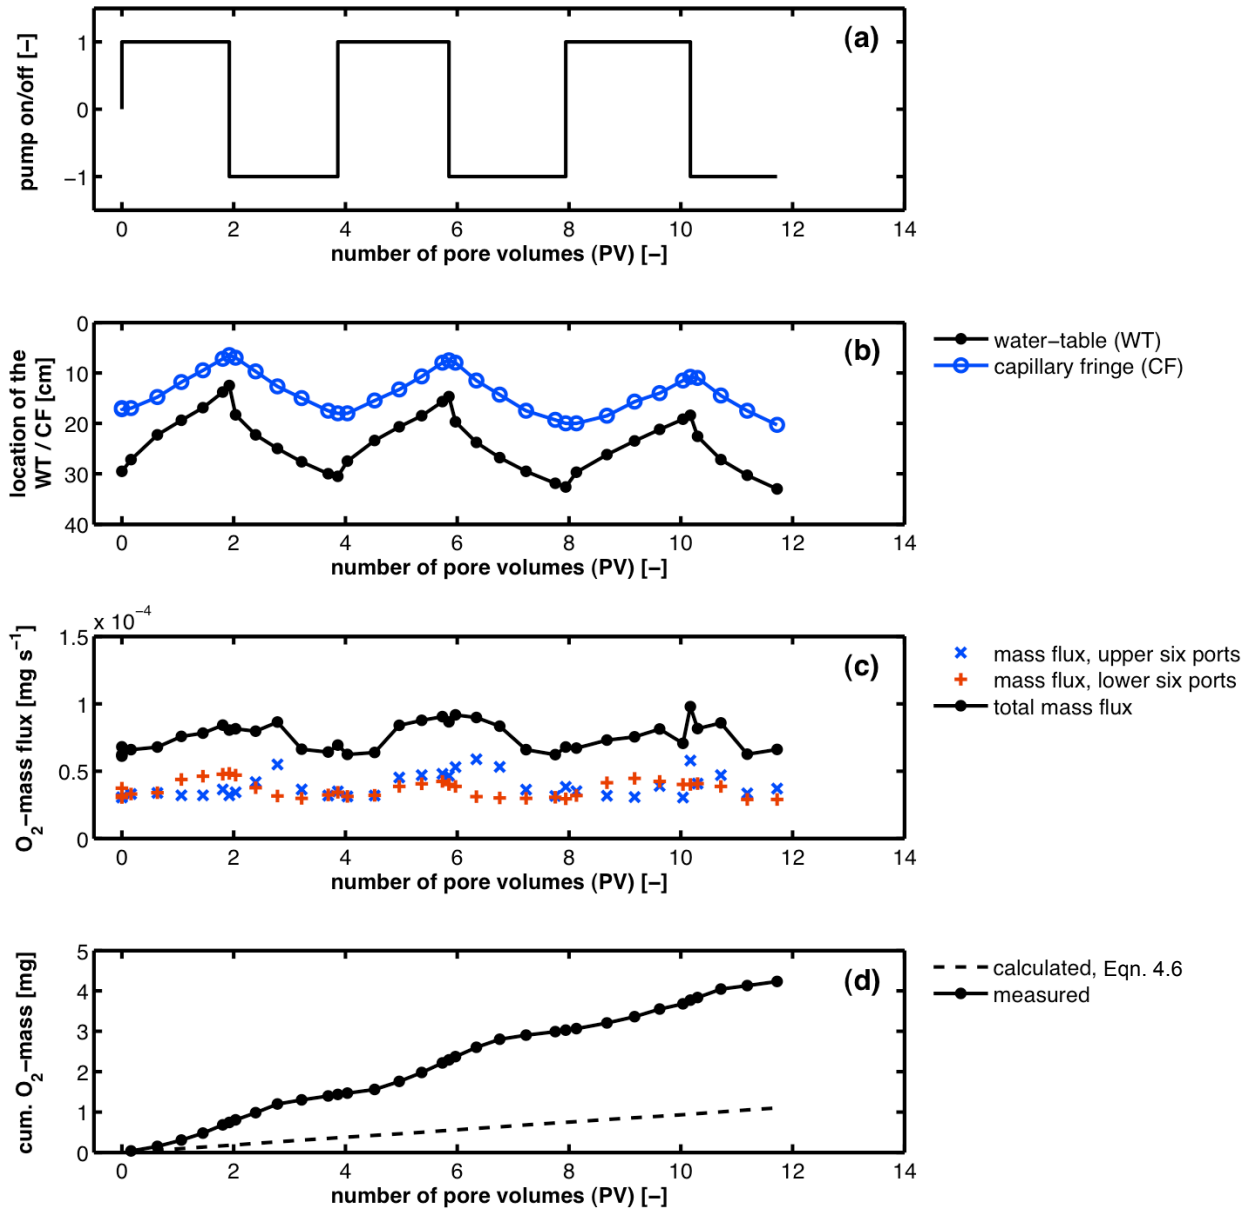 (a)
pump on/off [−]
1
0
−1
0 2 4 6 8 10 12 14
number of pore volumes (PV) [−]
(b)
location of the
WT / CF [cm]
0
10
20
30
40
0 2 4 6 8 10 12 14
number of pore volumes (PV) [−]
water−table (WT)
capillary fringe (CF)
x 10⁻⁴
(c)
O₂−mass flux [mg s⁻¹]
1.5
1
0.5
0
0 2 4 6 8 10 12 14
number of pore volumes (PV) [−]
mass flux, upper six ports
mass flux, lower six ports
total mass flux
(d)
cum. O₂−mass [mg]
5
4
3
2
1
0
0 2 4 6 8 10 12 14
number of pore volumes (PV) [−]
calculated, Eqn. 4.6
measured